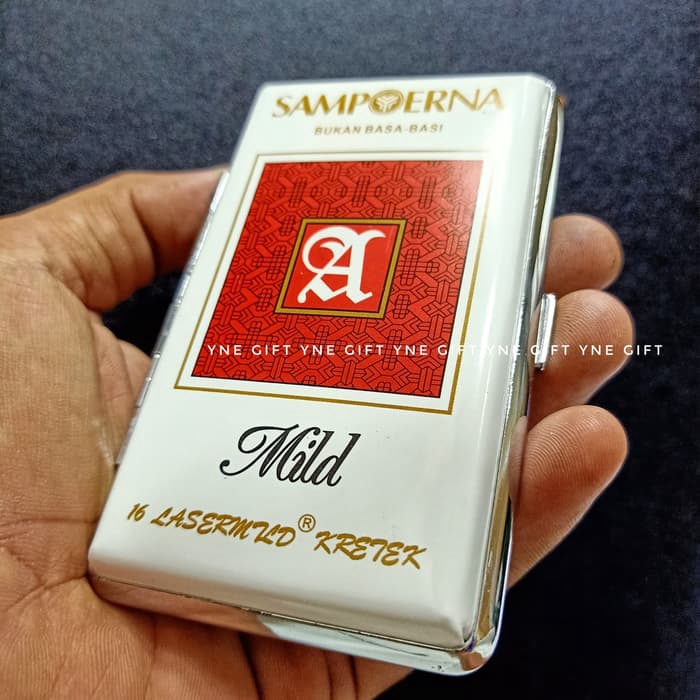 SAMPOERNA
BUKAN BASA-BASI
A
YNE GIFT YNE GIFT YNE GIFT YNE GIFT YNE GIFT
Mild
16 LASERMILD® KRETEK